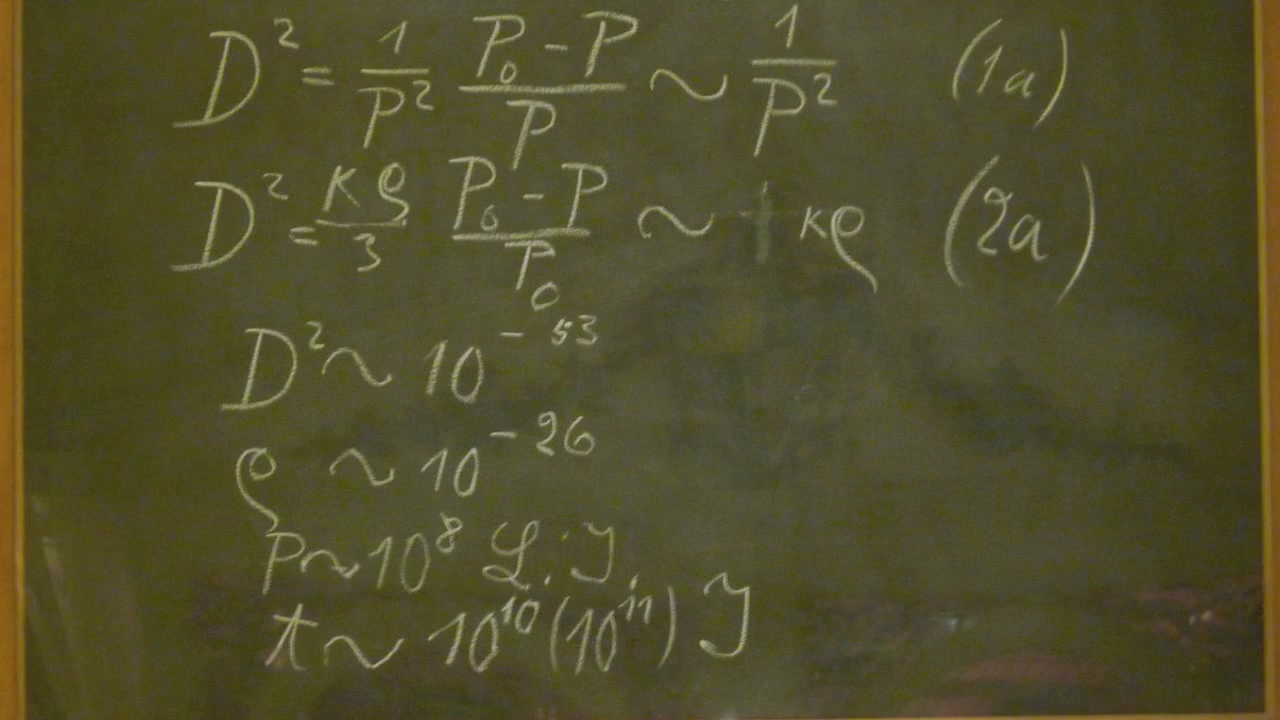 D² = 1/P² (P₀ - P)/P ~ 1/P² (1a)
D² = κρ/3 (P₀ - P)/P₀ ~ κρ (2a)
D² ~ 10⁻⁵³
ρ ~ 10⁻²⁶
P ~ 10⁸ L.J.
t ~ 10¹⁰(10¹¹) J